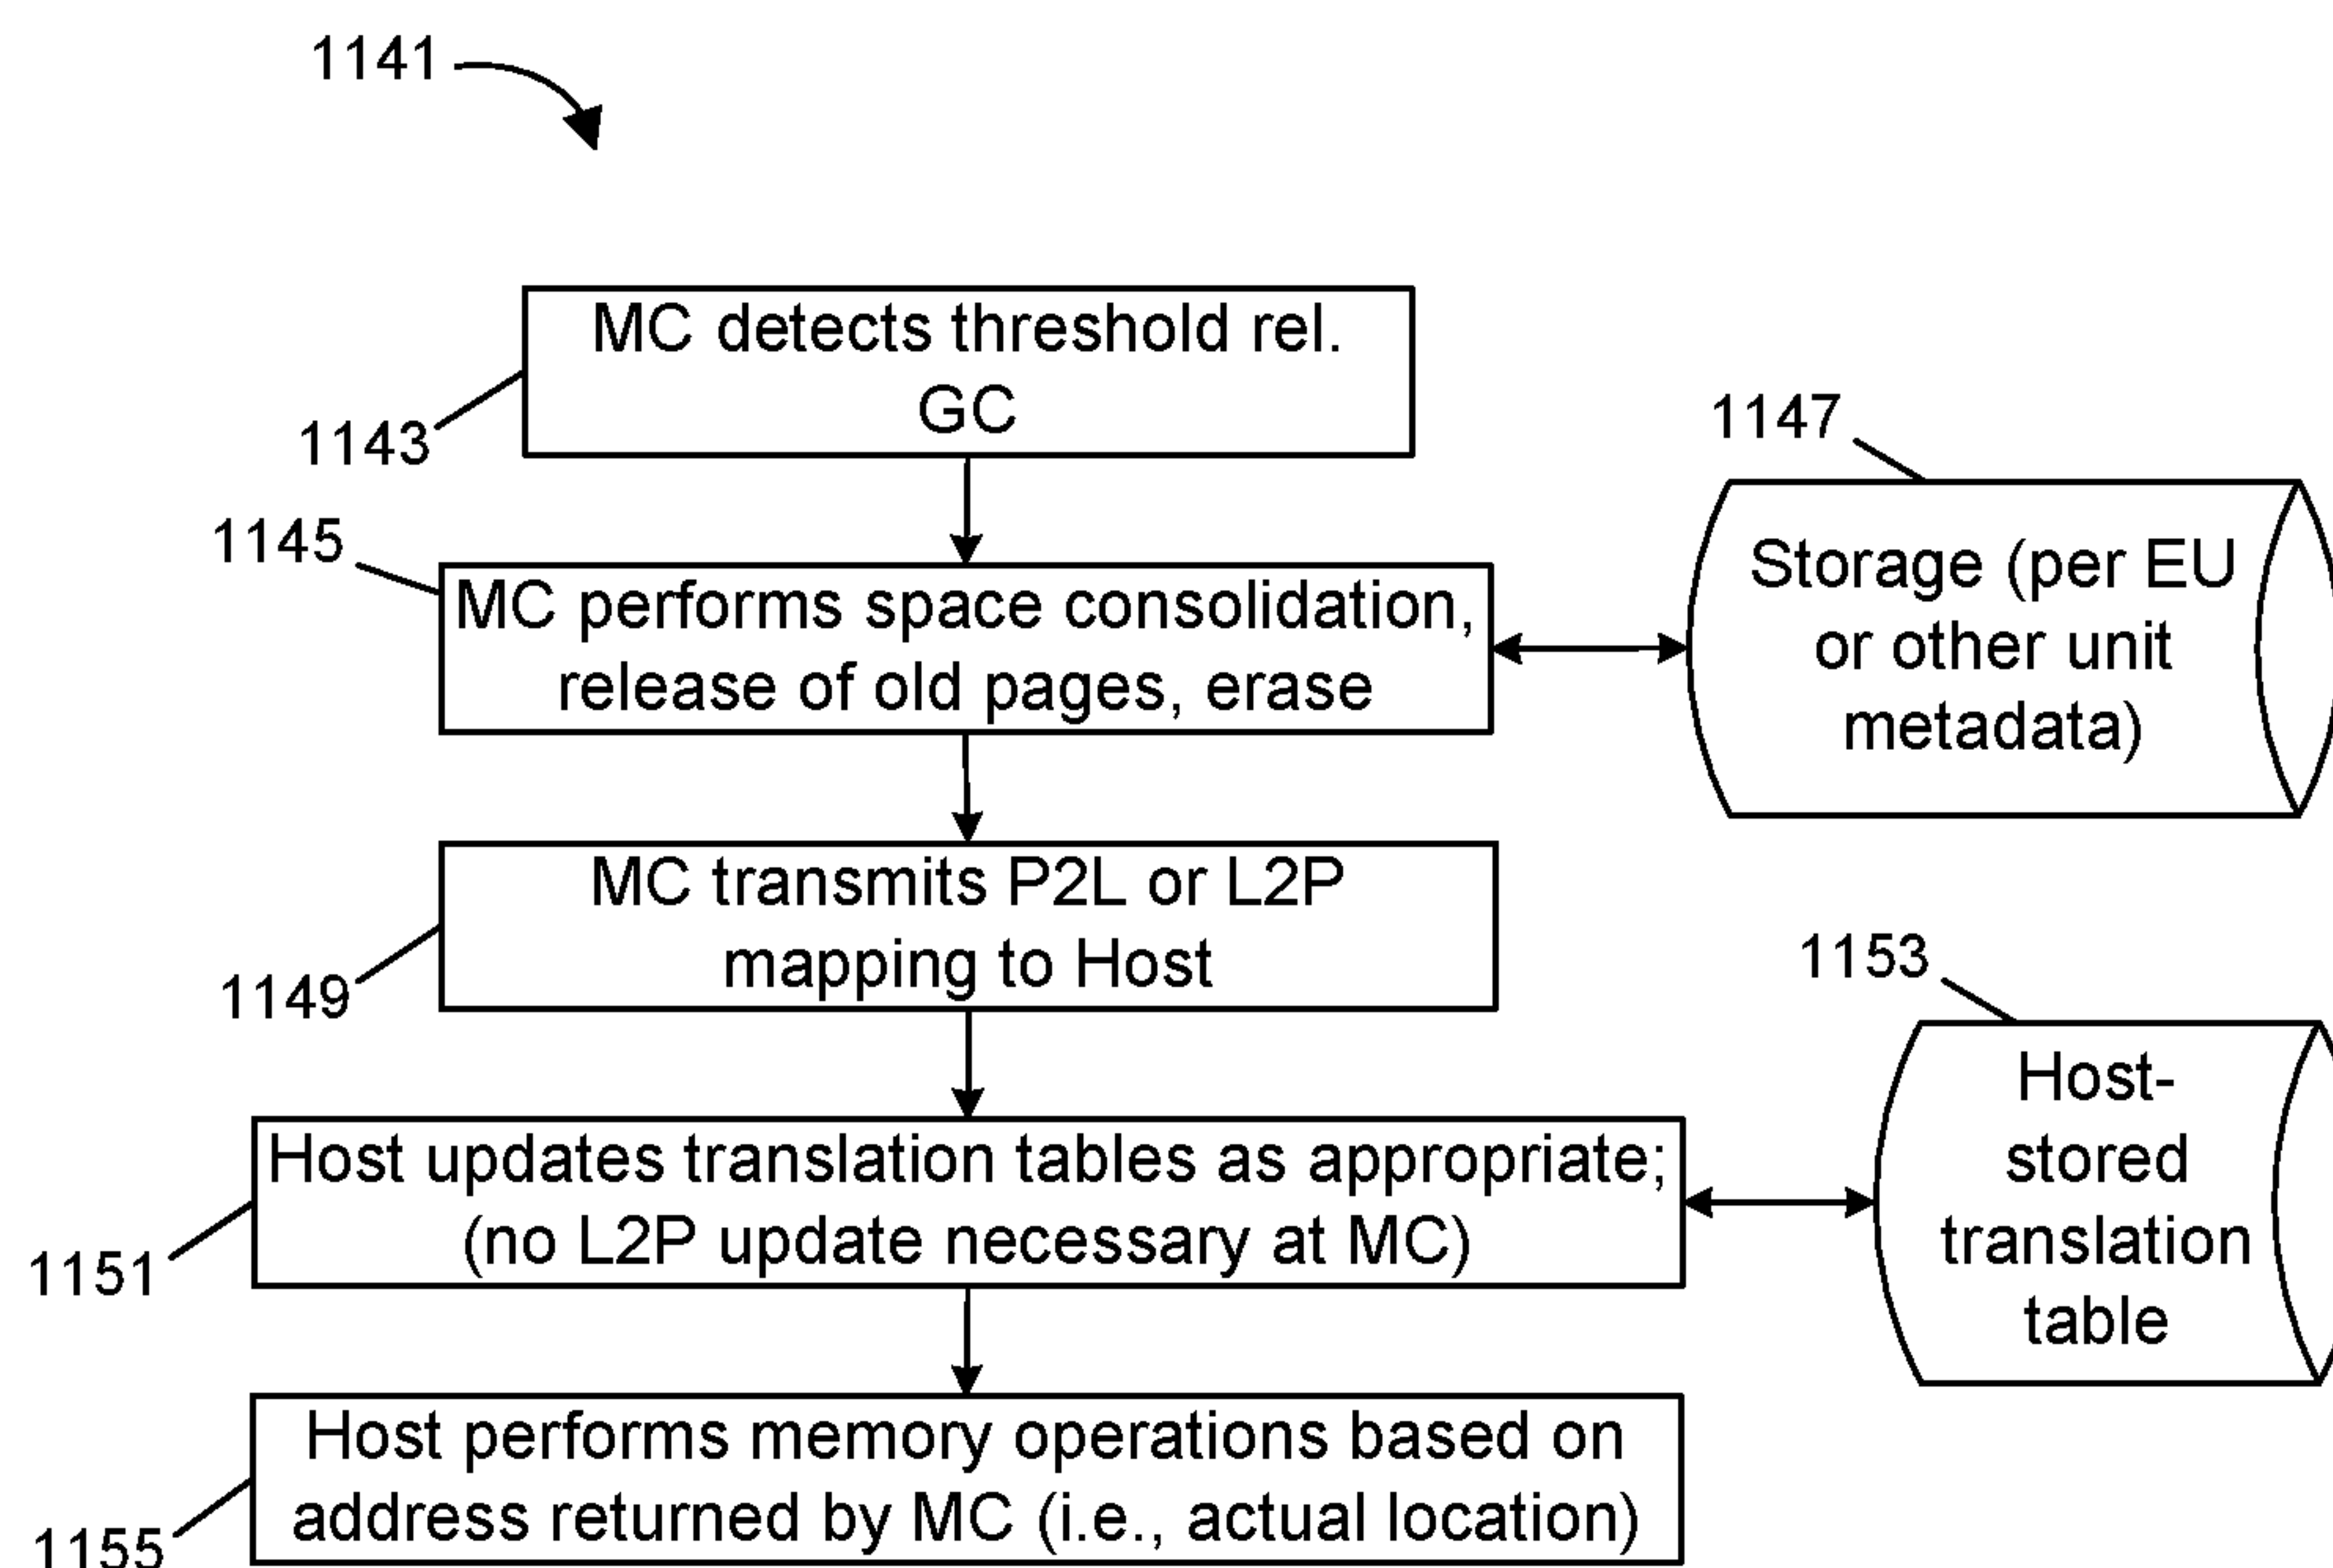 1141
MC detects threshold rel.
GC
1143
1147
1145
MC performs space consolidation,
release of old pages, erase
Storage (per EU
or other unit
metadata)
MC transmits P2L or L2P
mapping to Host
1149
1153
Host updates translation tables as appropriate;
(no L2P update necessary at MC)
1151
Host-
stored
translation
table
Host performs memory operations based on
address returned by MC (i.e., actual location)
1155